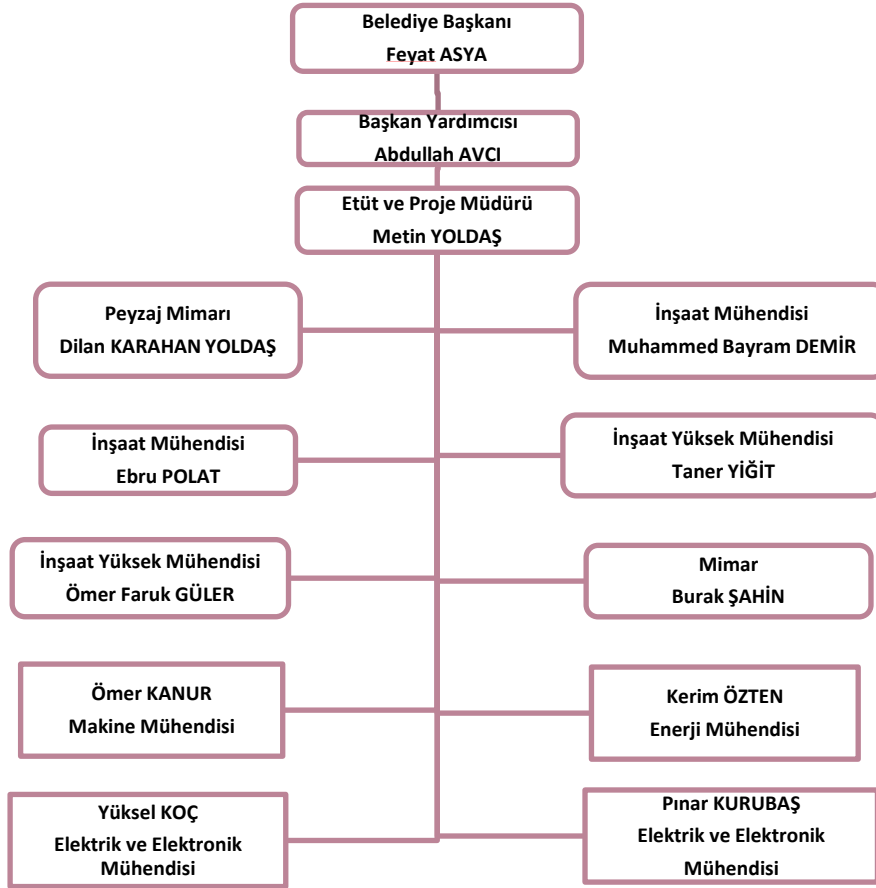 Belediye Başkanı
Feyat ASYA
Başkan Yardımcısı
Abdullah AVCI
Etüt ve Proje Müdürü
Metin YOLDAŞ
Peyzaj Mimarı
Dilan KARAHAN YOLDAŞ
İnşaat Mühendisi
Muhammed Bayram DEMİR
İnşaat Mühendisi
Ebru POLAT
İnşaat Yüksek Mühendisi
Taner YİĞİT
İnşaat Yüksek Mühendisi
Ömer Faruk GÜLER
Mimar
Burak ŞAHİN
Ömer KANUR
Makine Mühendisi
Kerim ÖZTEN
Enerji Mühendisi
Yüksel KOÇ
Elektrik ve Elektronik
Mühendisi
Pınar KURUBAŞ
Elektrik ve Elektronik
Mühendisi